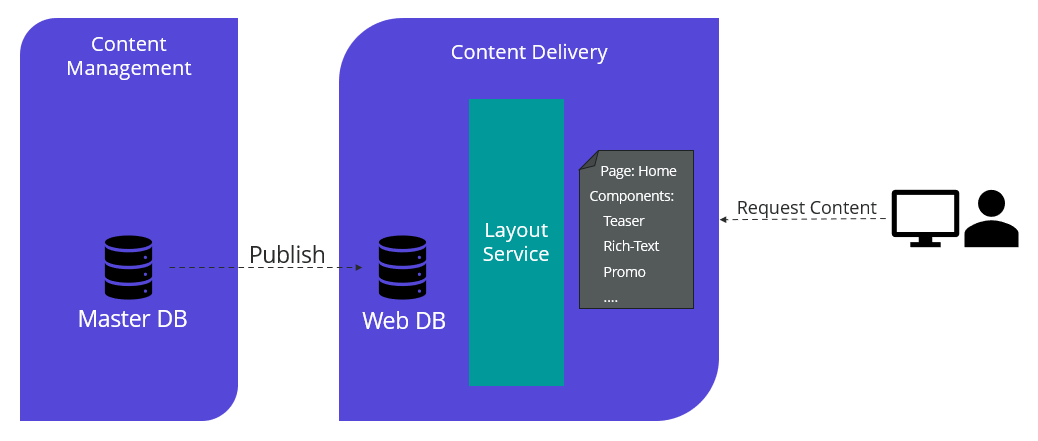 Content
Management
Master DB
Publish
Content Delivery
Web DB
Layout
Service
Page: Home
Components:
Teaser
Rich-Text
Promo
....
Request Content